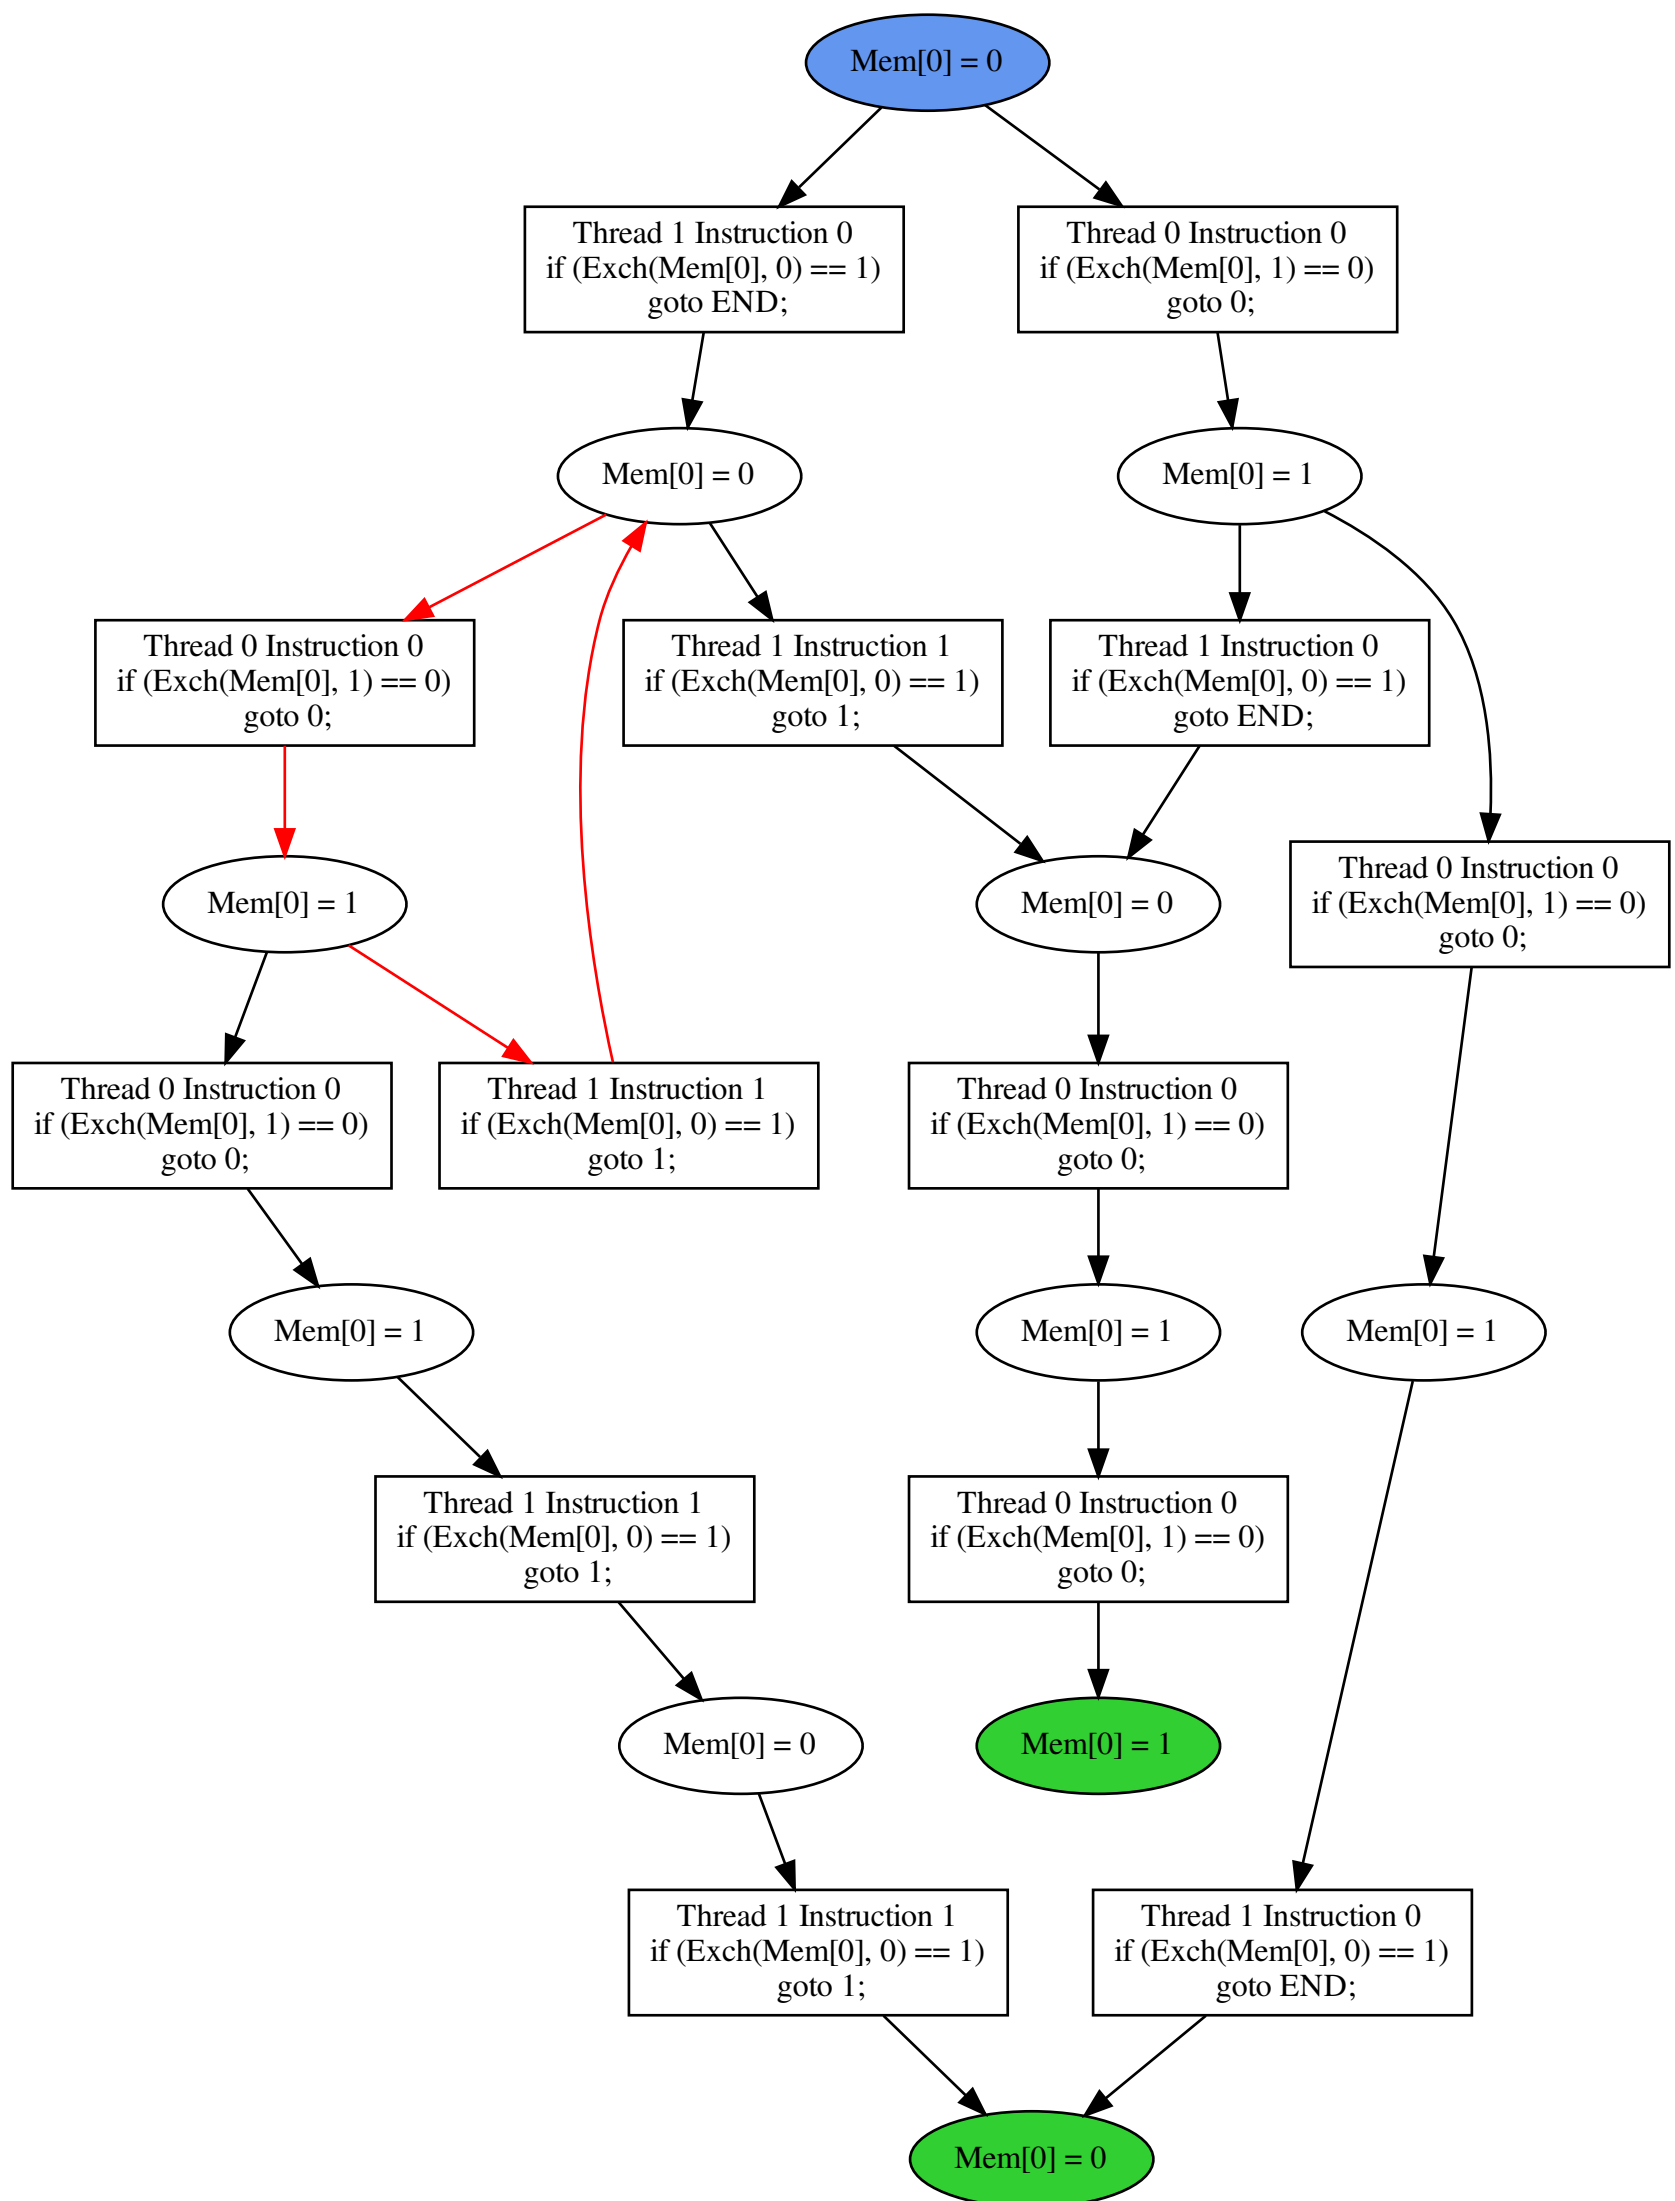 Mem[0] = 0
Thread 1 Instruction 0
if (Exch(Mem[0], 0) == 1)
goto END;
Thread 0 Instruction 0
if (Exch(Mem[0], 1) == 0)
goto 0;
Mem[0] = 0
Mem[0] = 1
Thread 0 Instruction 0
if (Exch(Mem[0], 1) == 0)
goto 0;
Thread 1 Instruction 1
if (Exch(Mem[0], 0) == 1)
goto 1;
Thread 1 Instruction 0
if (Exch(Mem[0], 0) == 1)
goto END;
Mem[0] = 1
Mem[0] = 0
Thread 0 Instruction 0
if (Exch(Mem[0], 1) == 0)
goto 0;
Thread 0 Instruction 0
if (Exch(Mem[0], 1) == 0)
goto 0;
Thread 1 Instruction 1
if (Exch(Mem[0], 0) == 1)
goto 1;
Thread 0 Instruction 0
if (Exch(Mem[0], 1) == 0)
goto 0;
Mem[0] = 1
Mem[0] = 1
Mem[0] = 1
Thread 1 Instruction 1
if (Exch(Mem[0], 0) == 1)
goto 1;
Thread 0 Instruction 0
if (Exch(Mem[0], 1) == 0)
goto 0;
Mem[0] = 0
Mem[0] = 1
Thread 1 Instruction 1
if (Exch(Mem[0], 0) == 1)
goto 1;
Thread 1 Instruction 0
if (Exch(Mem[0], 0) == 1)
goto END;
Mem[0] = 0